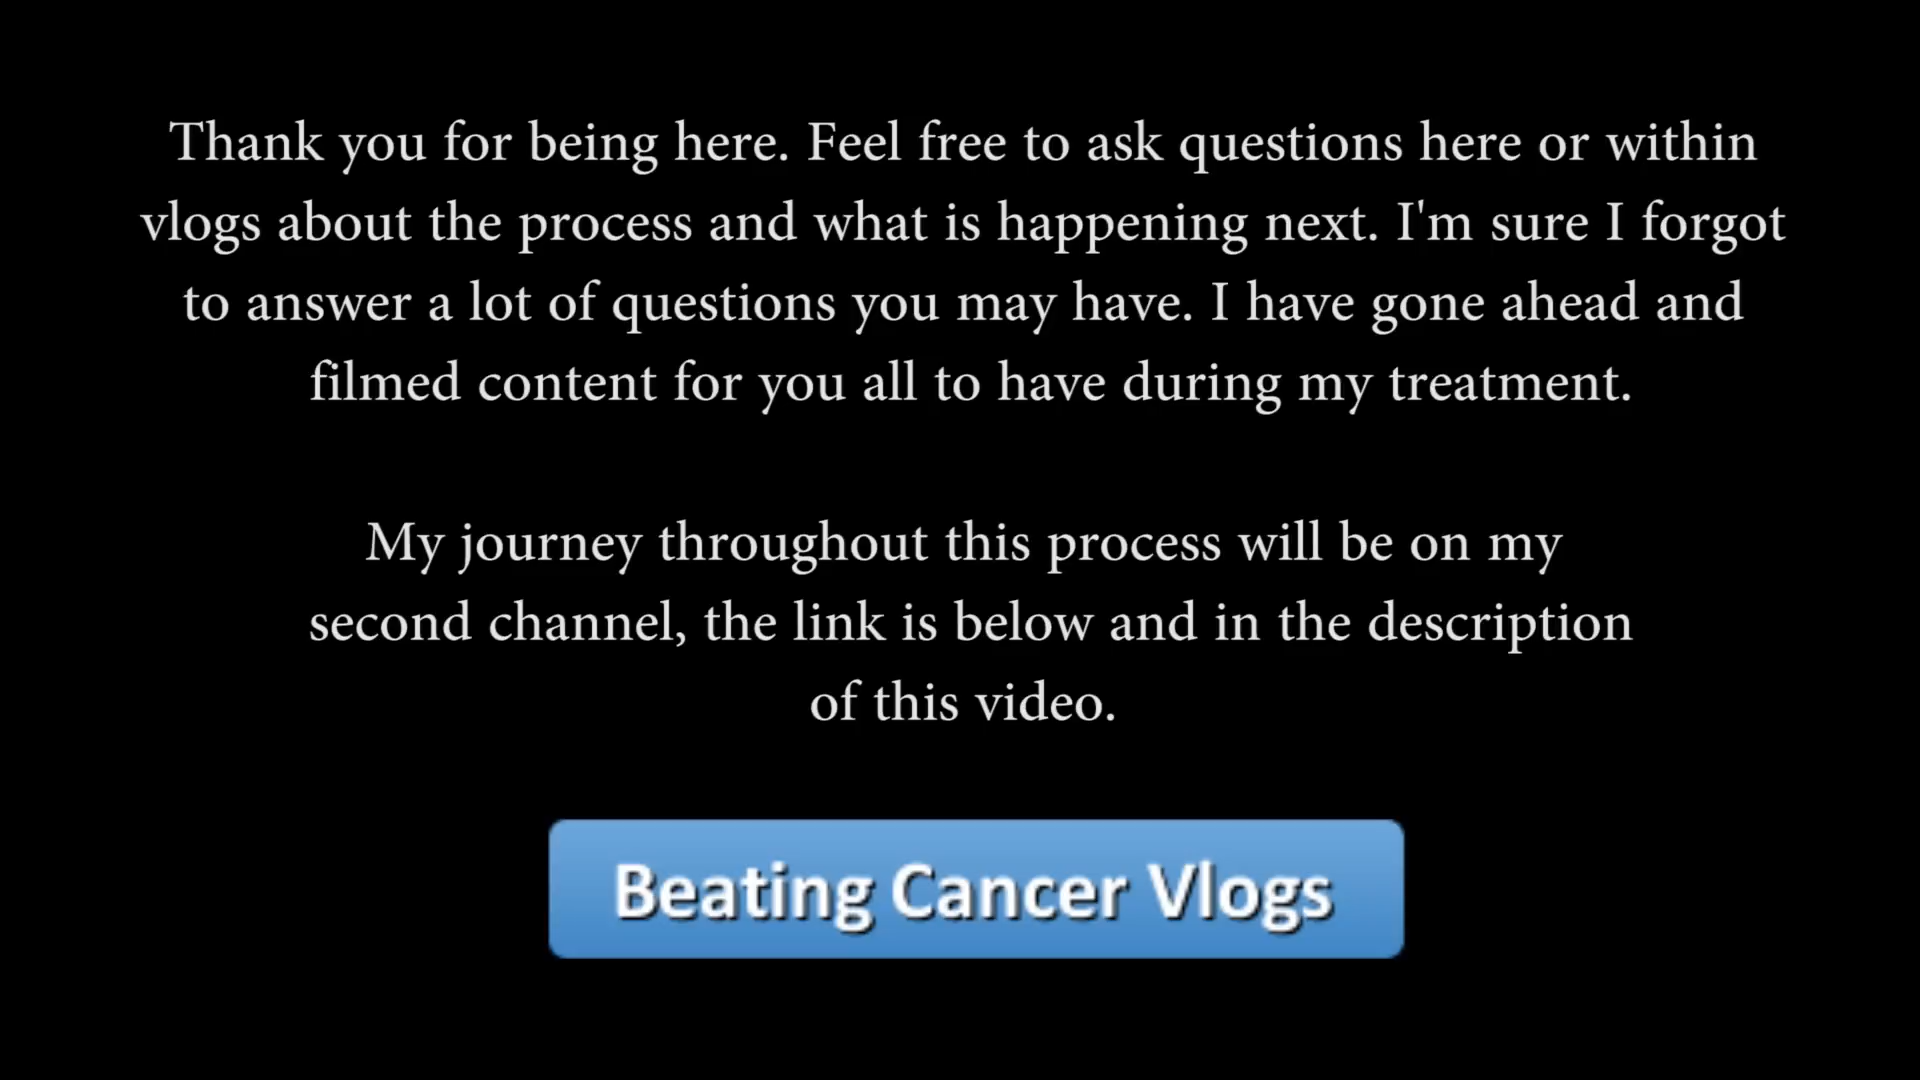 Thank you for being here. Feel free to ask questions here or within
vlogs about the process and what is happening next. I'm sure I forgot
to answer a lot of questions you may have. I have gone ahead and
filmed content for you all to have during my treatment.
My journey throughout this process will be on my
second channel, the link is below and in the description
of this video.
Beating Cancer Vlogs